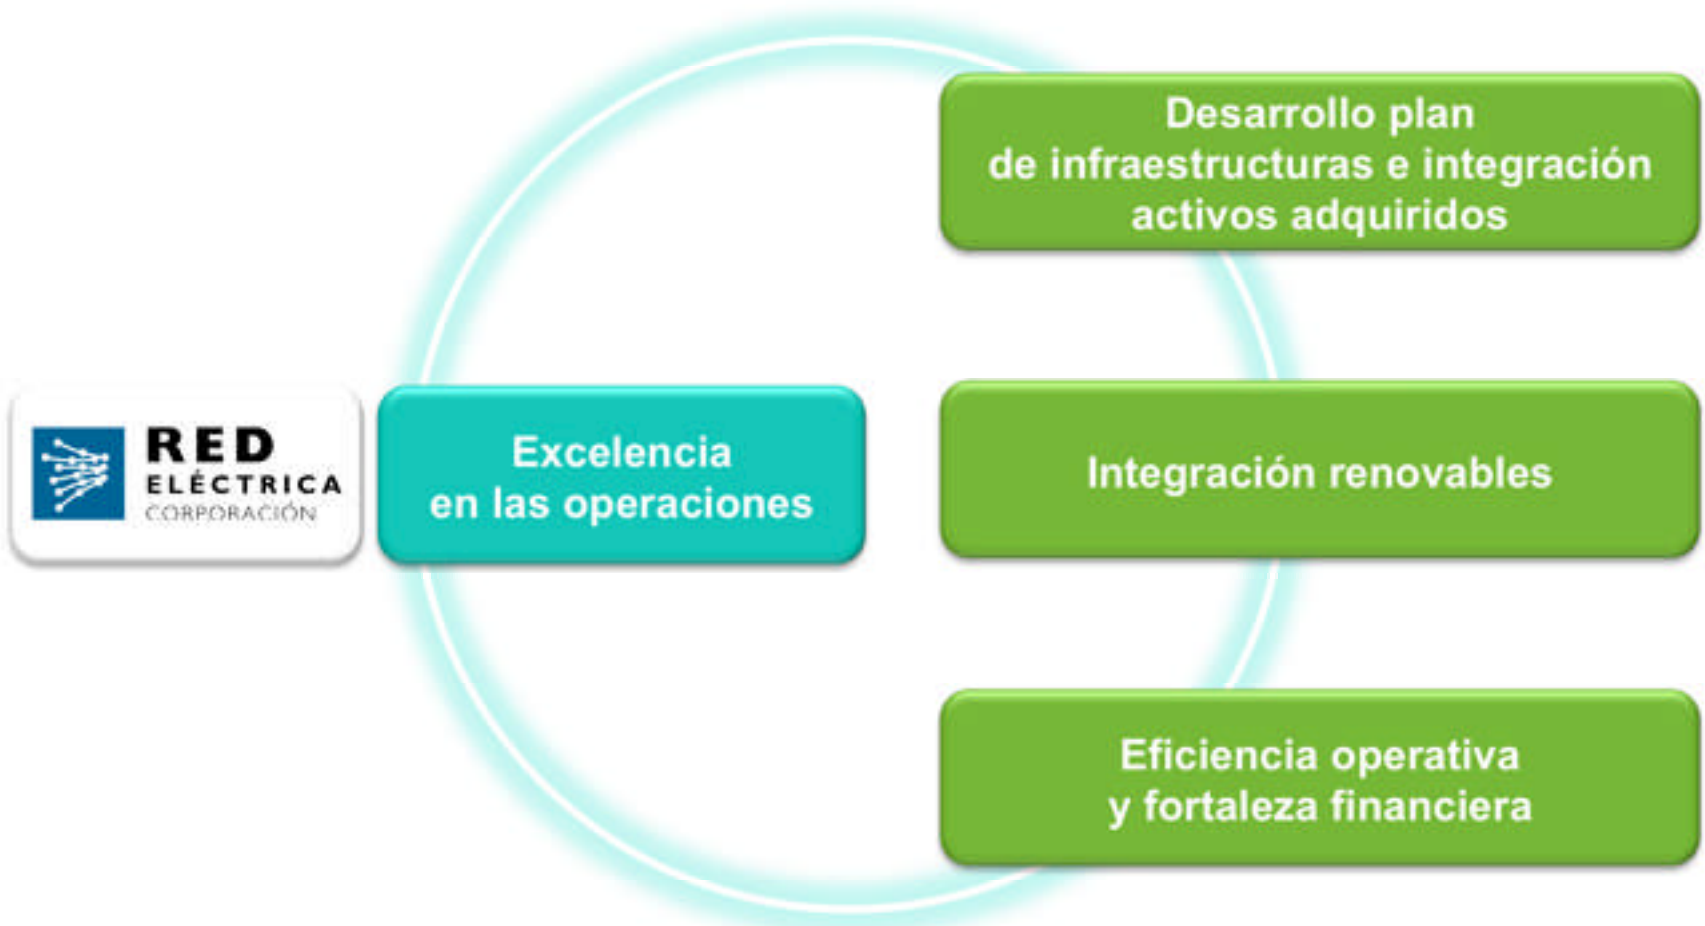 RED
ELÉCTRICA
CORPORACIÓN
Excelencia
en las operaciones
Desarrollo plan
de infraestructuras e integración
activos adquiridos
Integración renovables
Eficiencia operativa
y fortaleza financiera